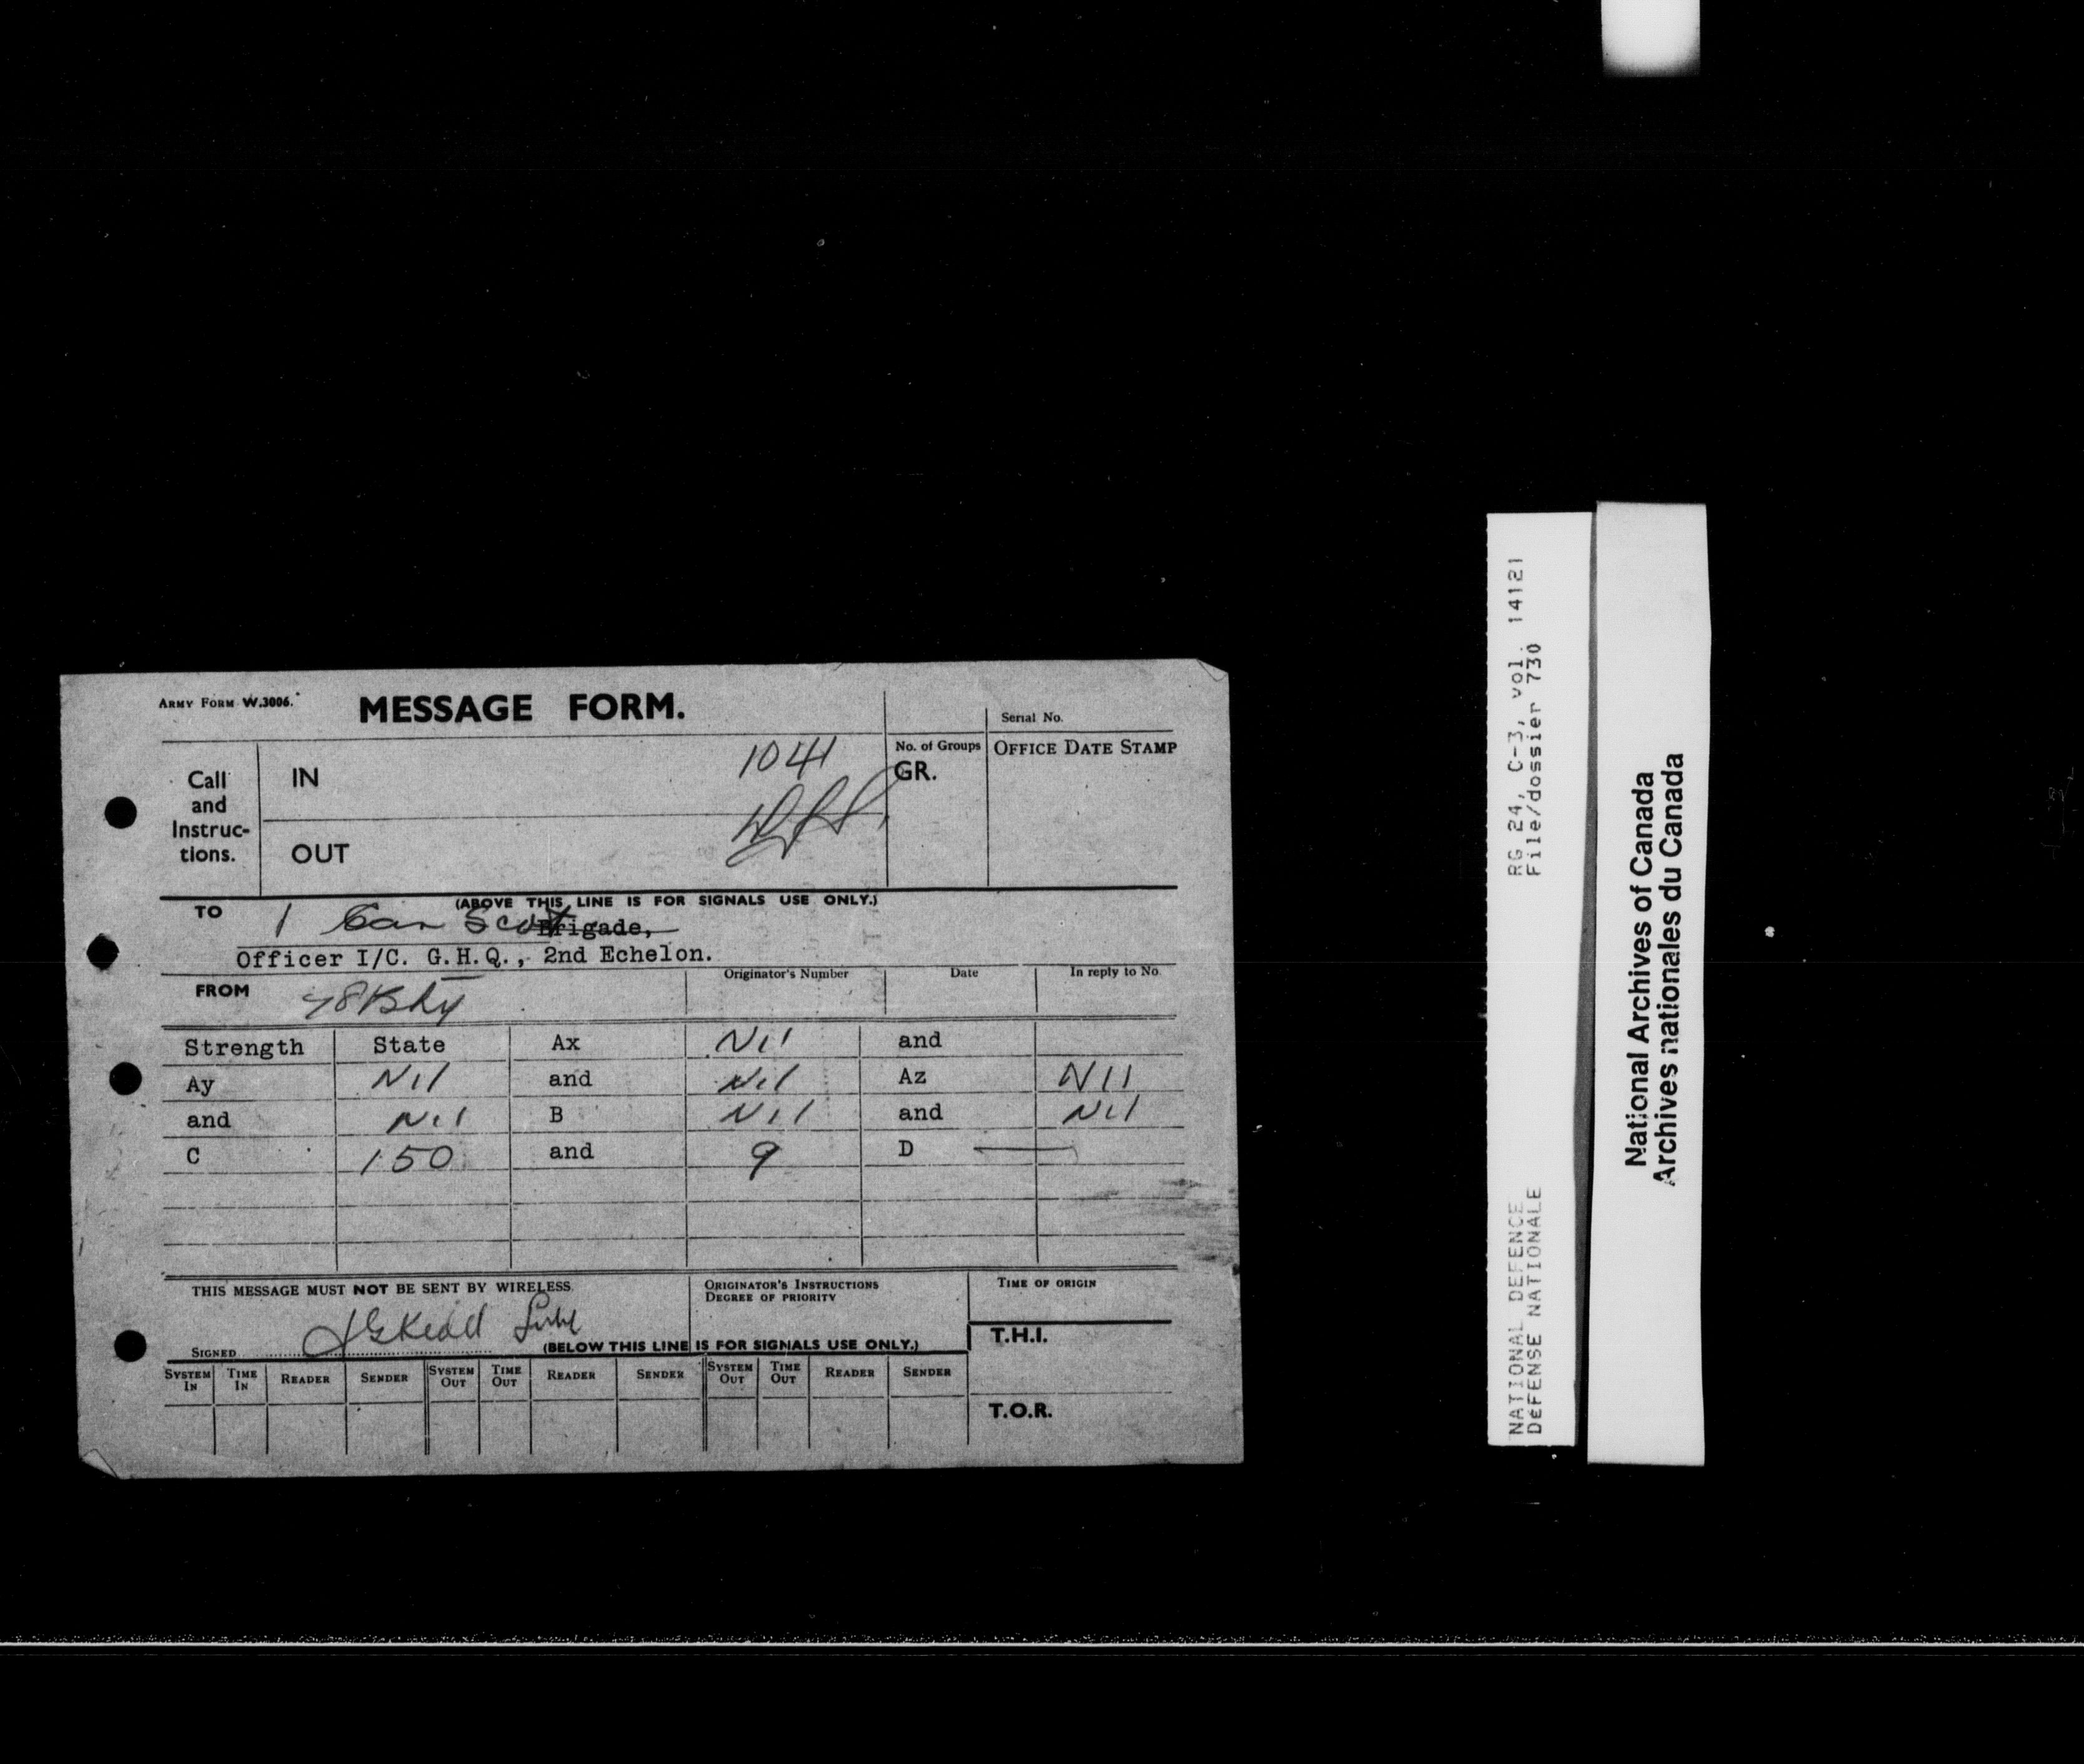 ARMY FORM W.3006.
MESSAGE FORM.
Serial No.
Call and Instruc-tions.
IN
1041
No. of Groups
GR.
OFFICE DATE STAMP
OUT
(ABOVE THIS LINE IS FOR SIGNALS USE ONLY.)
TO 1 Can Scot Brigade,
Officer I/C. G.H.Q., 2nd Echelon.
FROM 78 Bty
Originator's Number
Date
In reply to No.
Strength State Ax Nil and
Ay Nil and Nil Az Nil
and Nil B Nil and Nil
C 150 and 9 D —
THIS MESSAGE MUST NOT BE SENT BY WIRELESS
ORIGINATOR'S INSTRUCTIONS
DEGREE OF PRIORITY
TIME OF ORIGIN
SIGNED
(BELOW THIS LINE IS FOR SIGNALS USE ONLY.)
T.H.I.
SYSTEM IN TIME IN READER SENDER SYSTEM OUT TIME OUT READER SENDER SYSTEM OUT TIME OUT READER SENDER
T.O.R.
NATIONAL DEFENCE RG 24, C-3, vol. 14121
DÉFENSE NATIONALE File/dossier 730
National Archives of Canada
Archives nationales du Canada